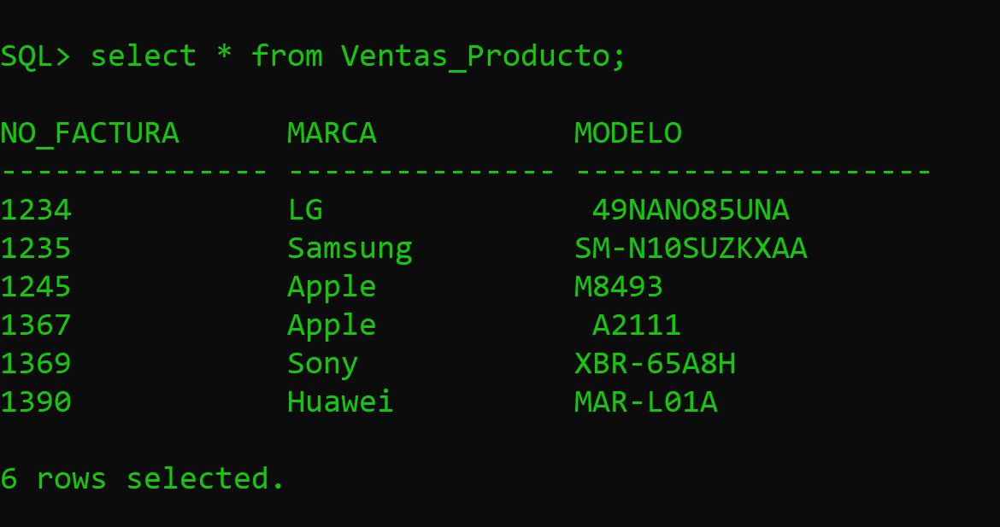 SQL> select * from Ventas_Producto;
NO_FACTURA      MARCA           MODELO
--------------- --------------- --------------------
1234            LG               49NANO85UNA
1235            Samsung         SM-N10SUZKXAA
1245            Apple           M8493
1367            Apple            A2111
1369            Sony            XBR-65A8H
1390            Huawei          MAR-L01A
6 rows selected.